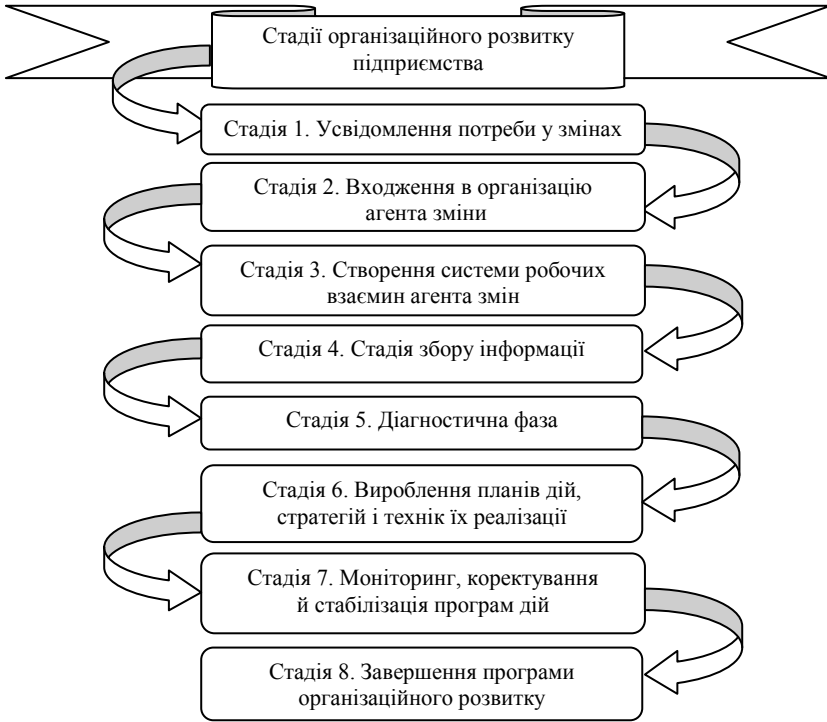 Стадії організаційного розвитку
підприємства
Стадія 1. Усвідомлення потреби у змінах
Стадія 2. Входження в організацію
агента зміни
Стадія 3. Створення системи робочих
взаємин агента змін
Стадія 4. Стадія збору інформації
Стадія 5. Діагностична фаза
Стадія 6. Вироблення планів дій,
стратегій і технік їх реалізації
Стадія 7. Моніторинг, коректування
й стабілізація програм дій
Стадія 8. Завершення програми
організаційного розвитку